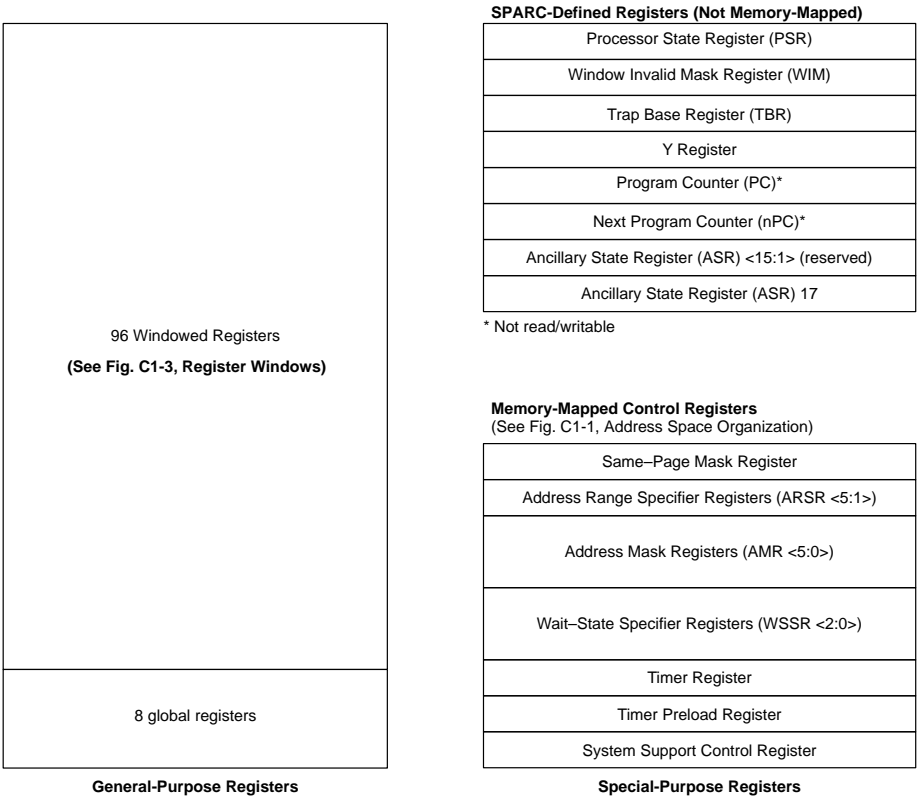 96 Windowed Registers
(See Fig. C1-3, Register Windows)
8 global registers
General-Purpose Registers
SPARC-Defined Registers (Not Memory-Mapped)
Processor State Register (PSR)
Window Invalid Mask Register (WIM)
Trap Base Register (TBR)
Y Register
Program Counter (PC)*
Next Program Counter (nPC)*
Ancillary State Register (ASR) <15:1> (reserved)
Ancillary State Register (ASR) 17
* Not read/writable
Memory-Mapped Control Registers
(See Fig. C1-1, Address Space Organization)
Same–Page Mask Register
Address Range Specifier Registers (ARSR <5:1>)
Address Mask Registers (AMR <5:0>)
Wait–State Specifier Registers (WSSR <2:0>)
Timer Register
Timer Preload Register
System Support Control Register
Special-Purpose Registers